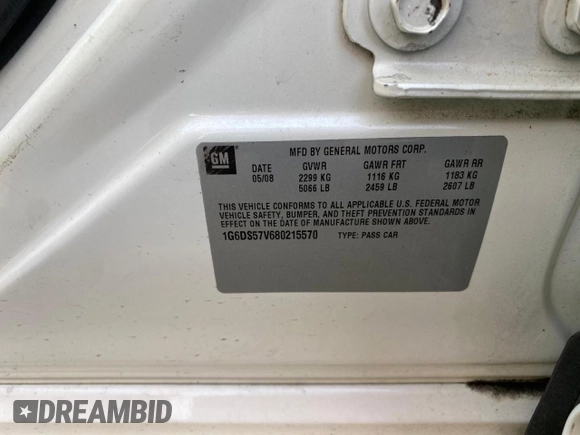 GM
MFD BY GENERAL MOTORS CORP.
DATE GVWR GAWR FRT GAWR RR
05/08 2299 KG 1116 KG 1183 KG
5066 LB 2459 LB 2607 LB
THIS VEHICLE CONFORMS TO ALL APPLICABLE U.S. FEDERAL MOTOR
VEHICLE SAFETY, BUMPER, AND THEFT PREVENTION STANDARDS IN
EFFECT ON THE DATE OF MANUFACTURE SHOWN ABOVE.
1G6DS57V680215570 TYPE: PASS CAR
DREAMBID